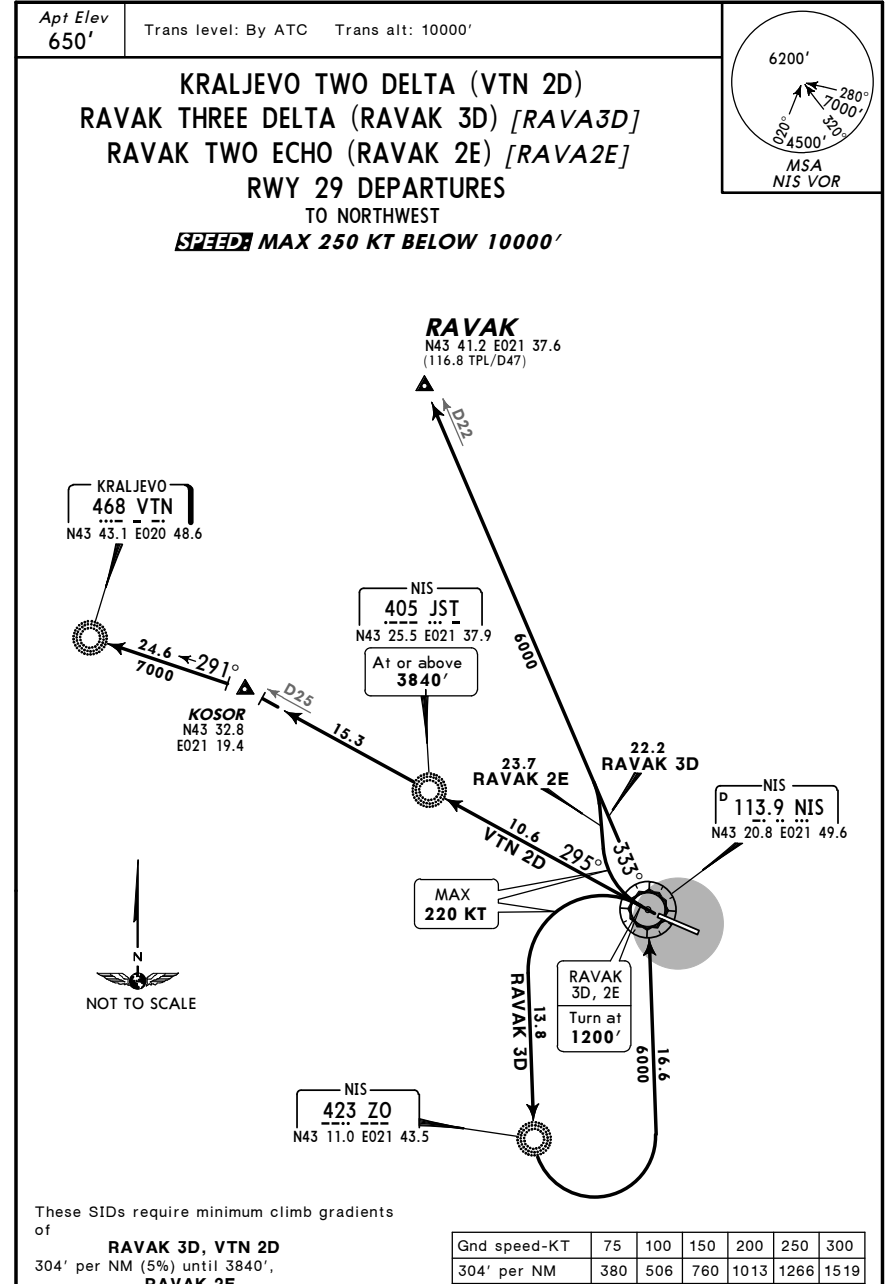 Apt Elev
650'
Trans level: By ATC Trans alt: 10000'
KRALJEVO TWO DELTA (VTN 2D)
RAVAK THREE DELTA (RAVAK 3D) [RAVA3D]
RAVAK TWO ECHO (RAVAK 2E) [RAVA2E]
RWY 29 DEPARTURES
TO NORTHWEST
SPEED: MAX 250 KT BELOW 10000'
6200'
280°
7000'
320°
020°
4500'
MSA
NIS VOR
RAVAK
N43 41.2 E021 37.6
(116.8 TPL/D47)
D22
KRALJEVO
468 VTN
N43 43.1 E020 48.6
NIS
405 JST
N43 25.5 E021 37.9
At or above
3840'
6000
24.6
291°
7000
KOSOR
N43 32.8
E021 19.4
D25
15.3
23.7
RAVAK 2E
22.2
RAVAK 3D
NIS
D 113.9 NIS
N43 20.8 E021 49.6
10.6
295°
VTN 2D
333°
MAX
220 KT
N
NOT TO SCALE
RAVAK
3D, 2E
Turn at
1200'
RAVAK 3D
13.8
16.6
6000
NIS
423 ZO
N43 11.0 E021 43.5
These SIDs require minimum climb gradients
of
RAVAK 3D, VTN 2D
304' per NM (5%) until 3840',
RAVAK 2E
Gnd speed-KT 75 100 150 200 250 300
304' per NM 380 506 760 1013 1266 1519